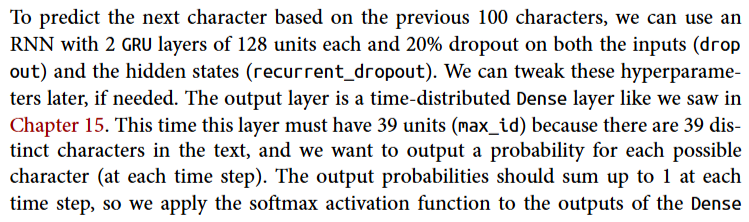 To predict the next character based on the previous 100 characters, we can use an
RNN with 2 GRU layers of 128 units each and 20% dropout on both the inputs (drop
out) and the hidden states (recurrent_dropout). We can tweak these hyperparame-
ters later, if needed. The output layer is a time-distributed Dense layer like we saw in
Chapter 15. This time this layer must have 39 units (max_id) because there are 39 dis-
tinct characters in the text, and we want to output a probability for each possible
character (at each time step). The output probabilities should sum up to 1 at each
time step, so we apply the softmax activation function to the outputs of the Dense